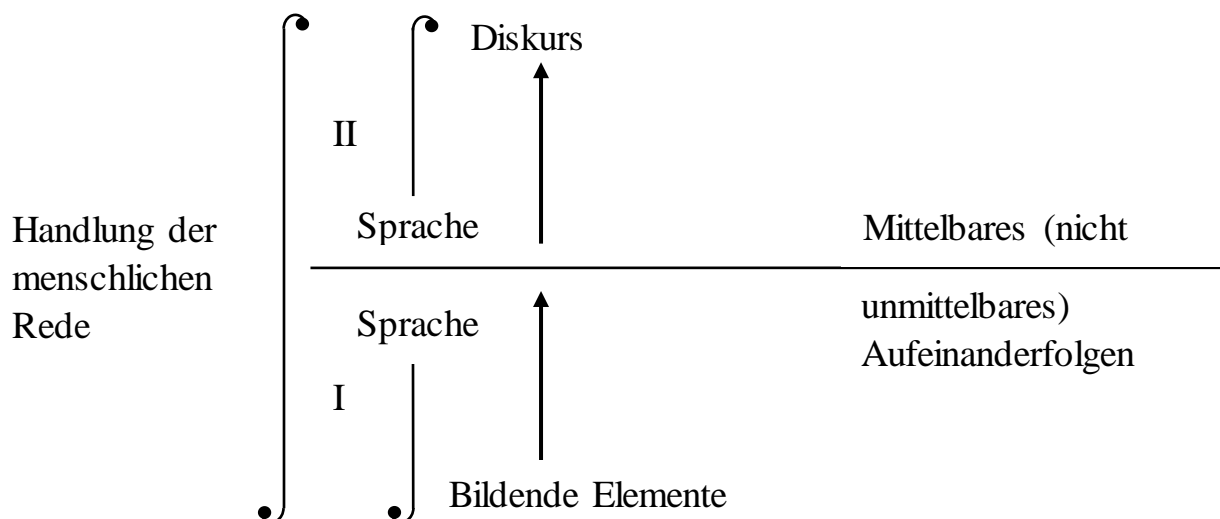 Diskurs
II
Handlung der
menschlichen
Rede
Sprache
Mittelbares (nicht
Sprache
unmittelbares)
Aufeinanderfolgen
I
Bildende Elemente